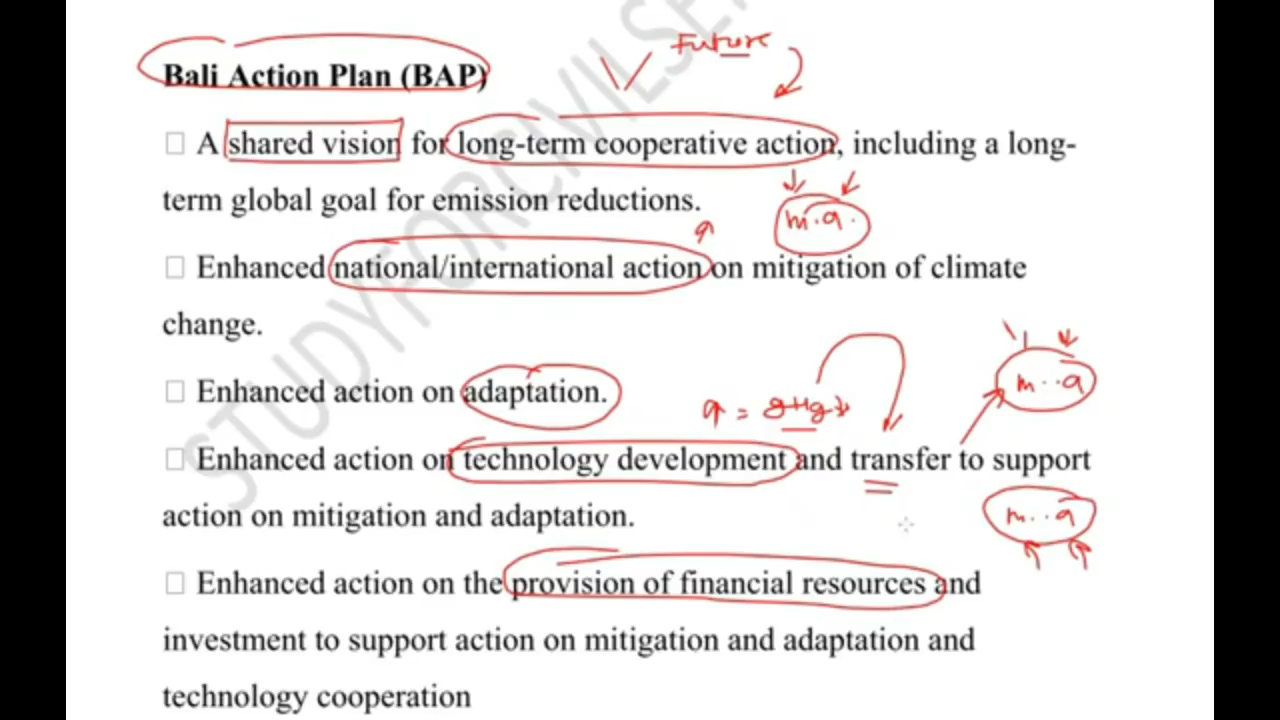 Future
Bali Action Plan (BAP)
□ A shared vision for long-term cooperative action, including a long-
term global goal for emission reductions.
m.a.
□ Enhanced national/international action on mitigation of climate
change.
□ Enhanced action on adaptation.
m..a
□ Enhanced action on technology development and transfer to support
action on mitigation and adaptation.
m..a
□ Enhanced action on the provision of financial resources and
investment to support action on mitigation and adaptation and
technology cooperation
STUDYFORCIVILSE